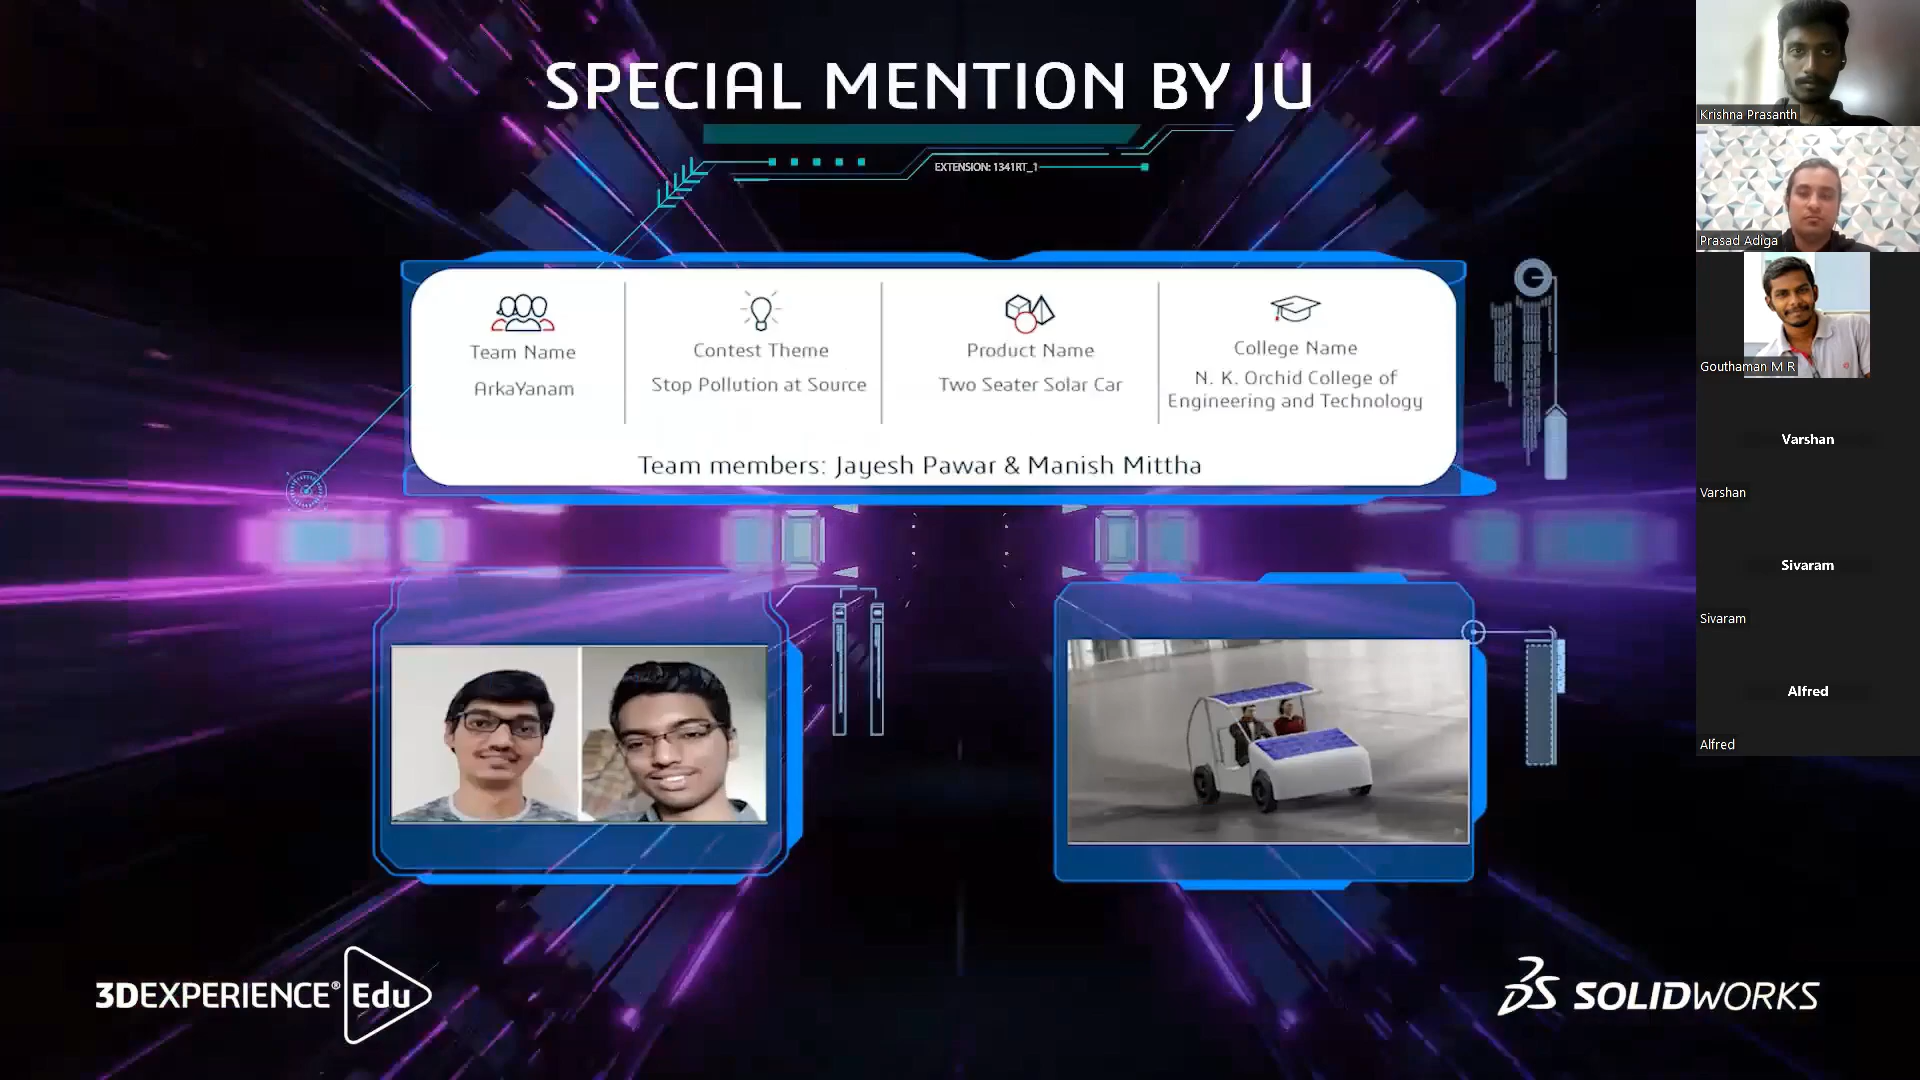 SPECIAL MENTION BY JU
EXTENSION: 1341RT_1
Team Name
ArkaYanam
Contest Theme
Stop Pollution at Source
Product Name
Two Seater Solar Car
College Name
N. K. Orchid College of
Engineering and Technology
Team members: Jayesh Pawar & Manish Mittha
3DEXPERIENCE® Edu
SOLIDWORKS
Krishna Prasanth
Prasad Adiga
Gouthaman M R
Varshan
Varshan
Sivaram
Sivaram
Alfred
Alfred